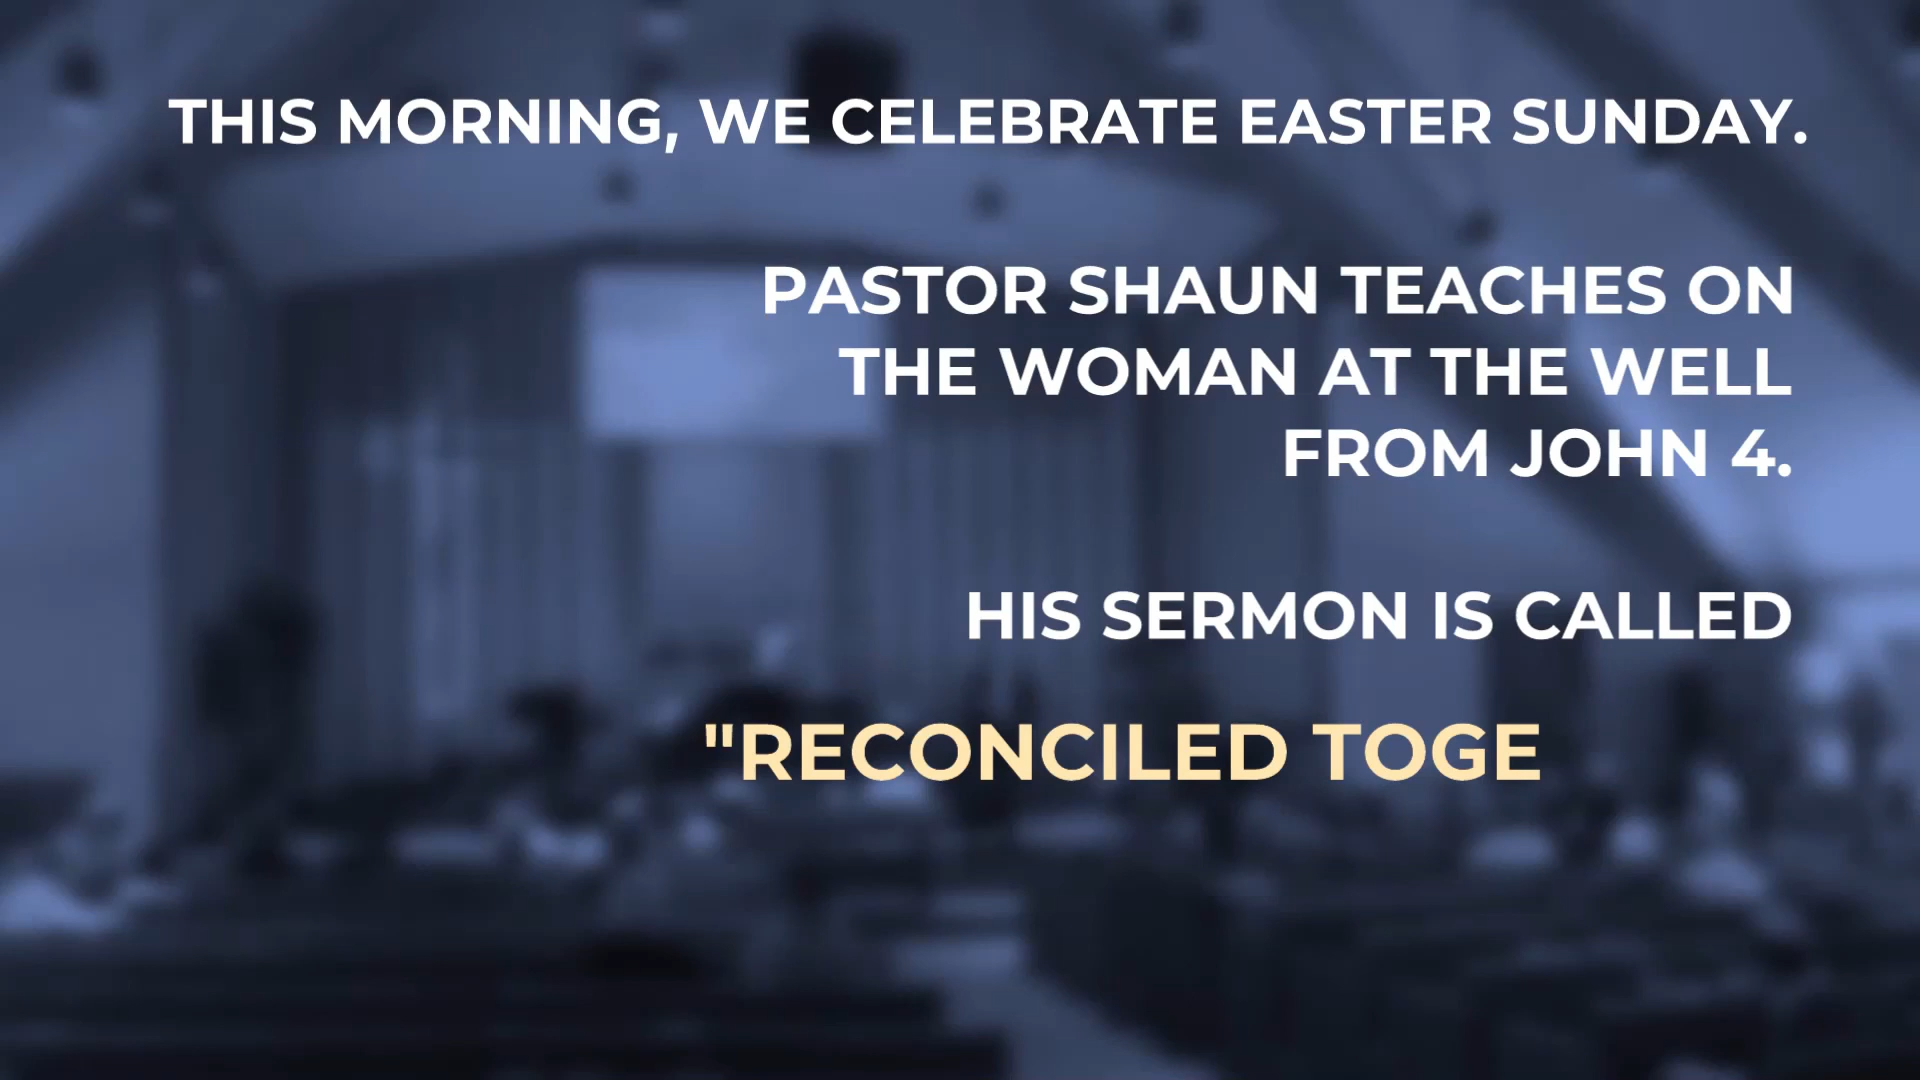 THIS MORNING, WE CELEBRATE EASTER SUNDAY.
PASTOR SHAUN TEACHES ON
THE WOMAN AT THE WELL
FROM JOHN 4.
HIS SERMON IS CALLED
"RECONCILED TOGE